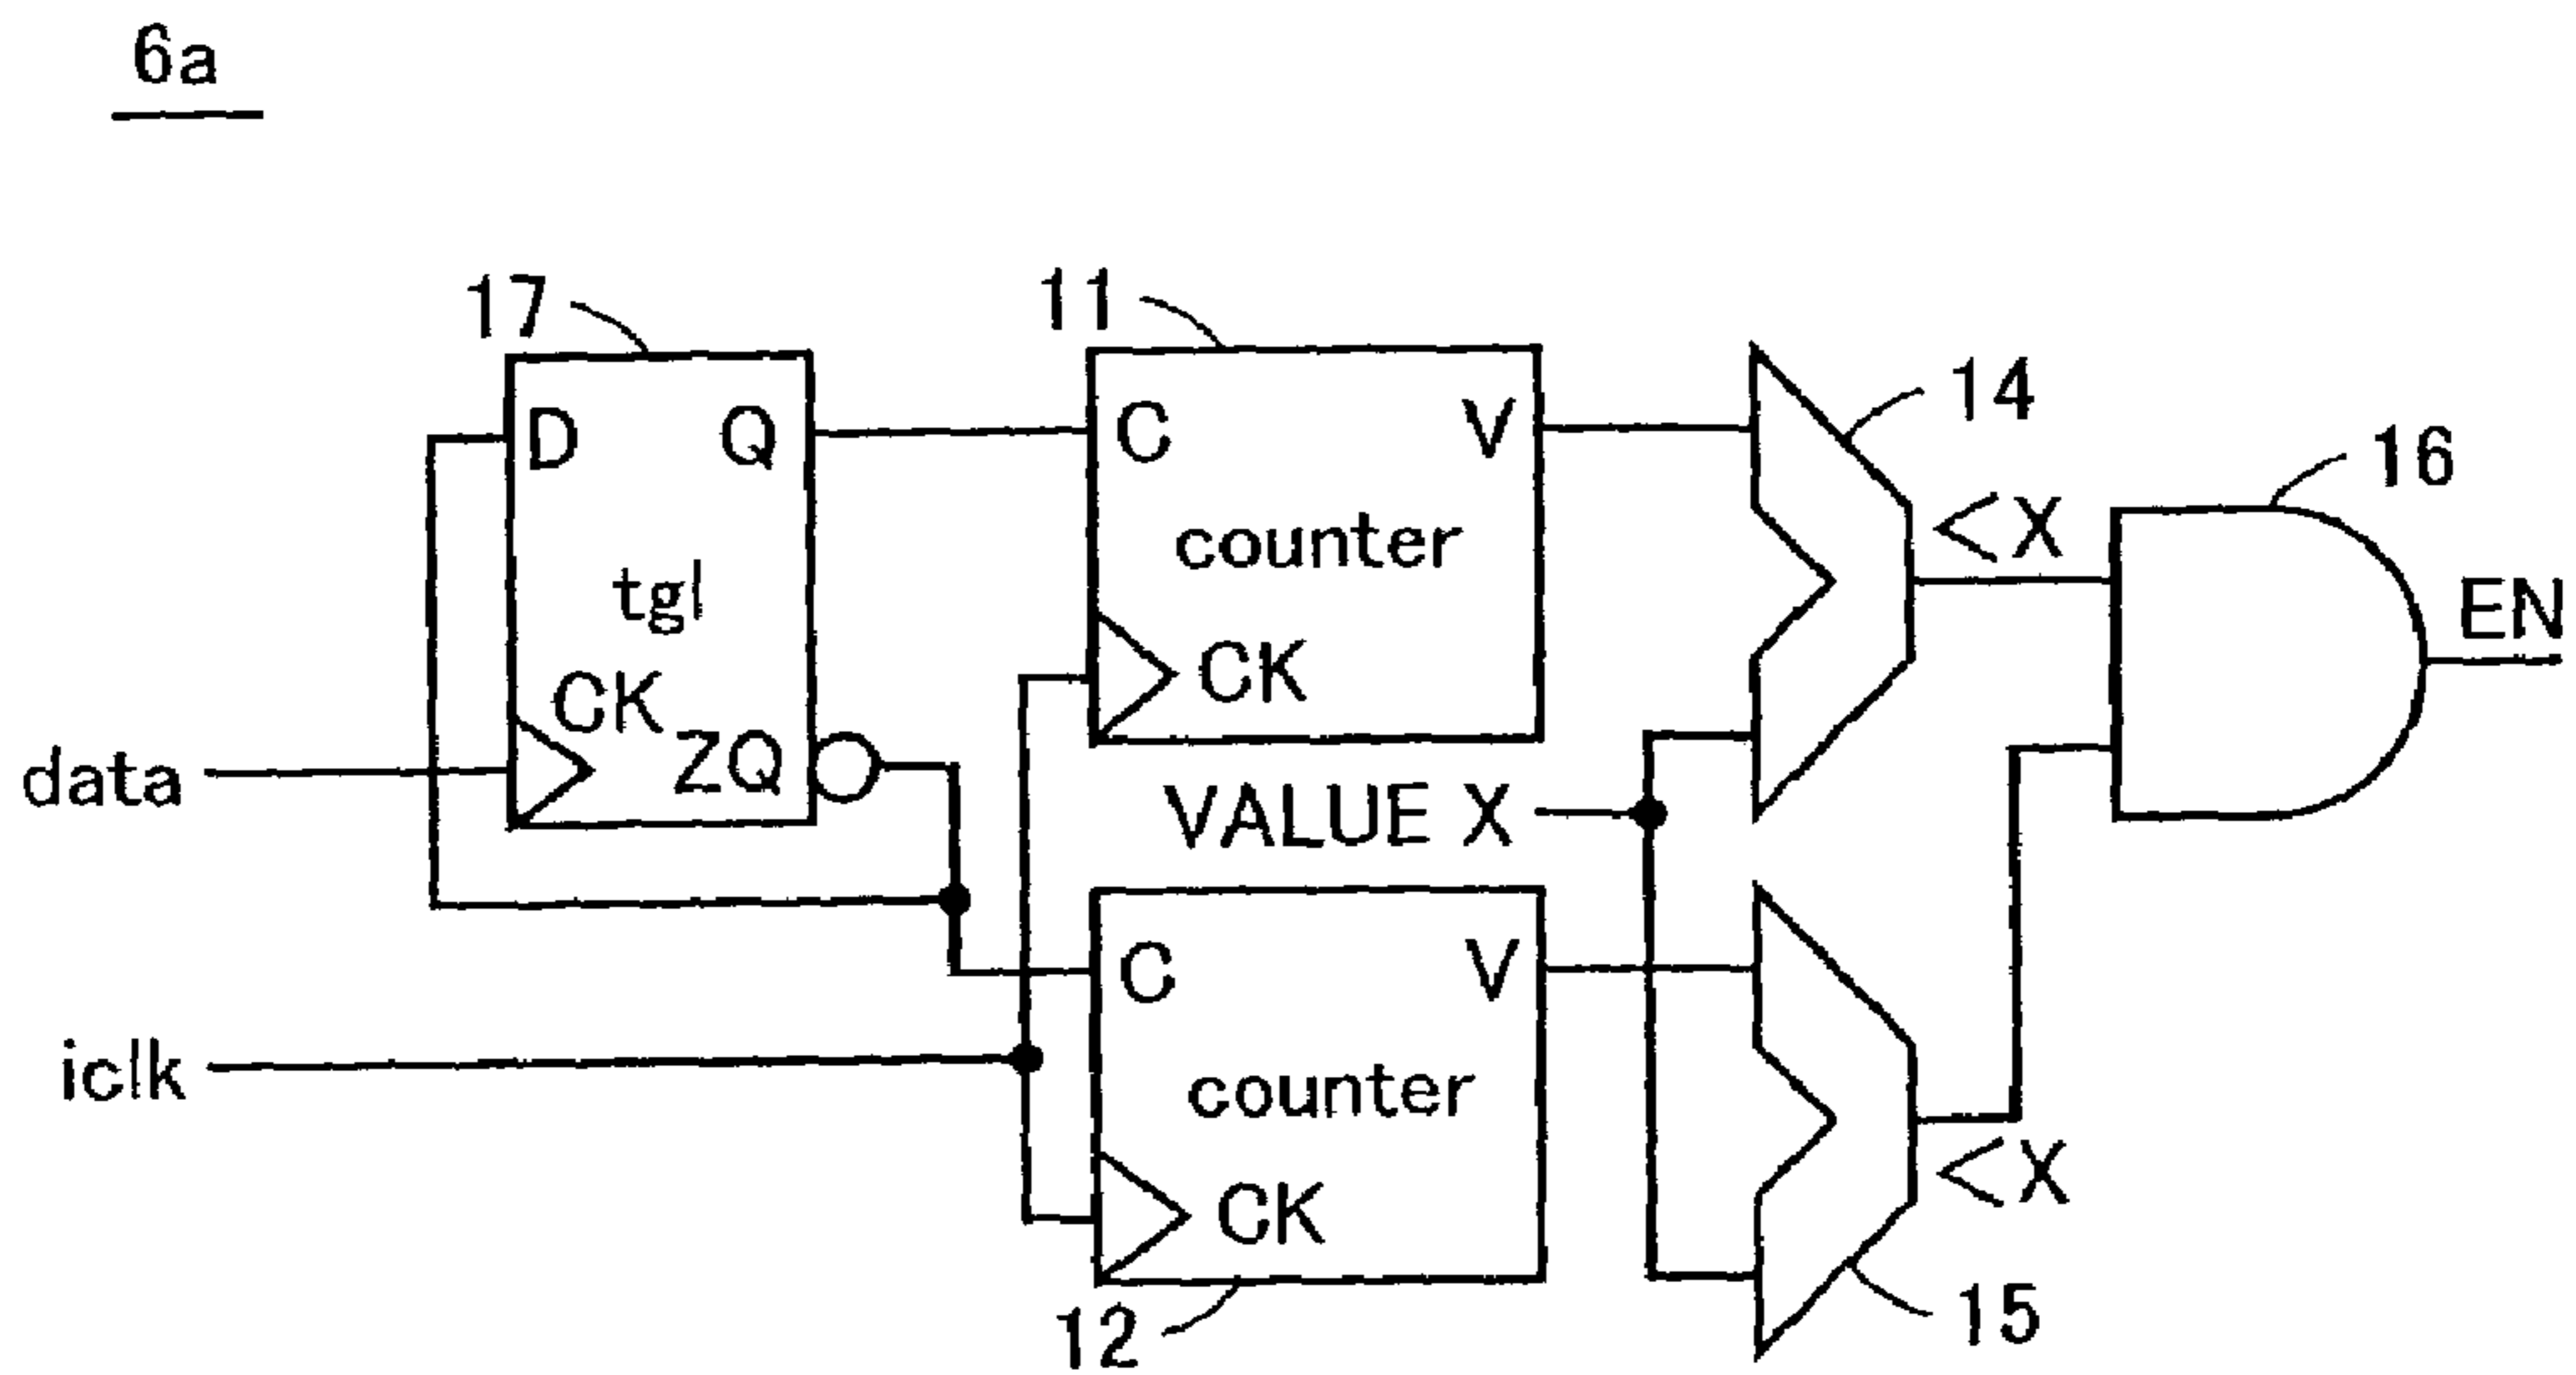 6a
17
11
14
16
D
Q
C
V
<X
counter
tgl
EN
CK
CK
ZQ
data
VALUE X
C
V
iclk
counter
<X
CK
12
15